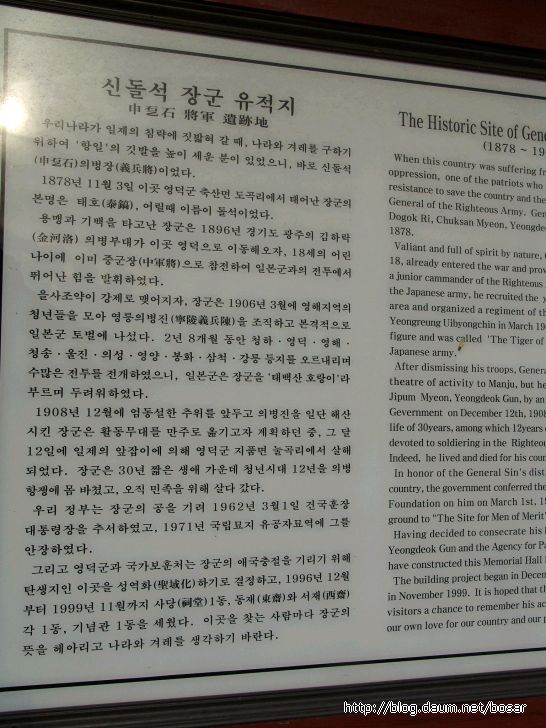 신돌석 장군 유적지
申乭石 將軍 遺跡地
우리나라가 일제의 침략에 짓밟혀 갈 때, 나라와 겨레를 구하기
위하여 '항일'의 깃발을 높이 세운 분이 있었으니, 바로 신돌석
(申乭石)의병장(義兵將)이었다.
1878년 11월 3일 이곳 영덕군 축산면 도곡리에서 태어난 장군의
본명은 태호(泰鎬), 어릴때 이름이 돌석이었다.
용맹과 기백을 타고난 장군은 1896년 경기도 광주의 김하락
(金河洛) 의병부대가 이곳 영덕으로 이동해오자, 18세의 어린
나이에 이미 중군장(中軍將)으로 참전하여 일본군과의 전투에서
뛰어난 힘을 발휘하였다.
을사조약이 강제로 맺어지자, 장군은 1906년 3월에 영해지역의
청년들을 모아 영릉의병진(寧陵義兵陳)을 조직하고 본격적으로
일본군 토벌에 나섰다. 2년 8개월 동안 청하·영덕·영해·
청송·울진·의성·영양·봉화·삼척·강릉 등지를 오르내리며
수많은 전투를 전개하였으니, 일본군은 장군을 '태백산 호랑이'라
부르며 두려워하였다.
1908년 12월에 엄동설한 추위를 앞두고 의병진을 일단 해산
시킨 장군은 활동무대를 만주로 옮기고자 계획하던 중, 그 달
12일에 일제의 앞잡이에 의해 영덕군 지품면 눌곡리에서 살해
되었다. 장군은 30년 짧은 생애 가운데 청년시대 12년을 의병
항쟁에 몸 바쳤고, 오직 민족을 위해 살다 갔다.
우리 정부는 장군의 공을 기려 1962년 3월1일 건국훈장
대통령장을 추서하였고, 1971년 국립묘지 유공자묘역에 그를
안장하였다.
그리고 영덕군과 국가보훈처는 장군의 애국충절을 기리기 위해
탄생지인 이곳을 성역화(聖域化)하기로 결정하고, 1996년 12월
부터 1999년 11월까지 사당(祠堂)1동, 동재(東齋)와 서재(西齋)
각 1동, 기념관 1동을 세웠다. 이곳을 찾는 사람마다 장군의
뜻을 헤아리고 나라와 겨레를 생각하기 바란다.
The Historic Site of Gene
(1878 ~ 19
When this country was suffering fr
oppression, one of the patriots who
resistance to save the country and the
General of the Righteous Army. Gen
Dogok Ri, Chuksan Myeon, Yeongdeo
1878.
Valiant and full of spirit by nature,
18, already entered the war and prov
a junior cammander of the Righteous
the Japanese army, he recruited the y
area and organized a regiment of th
Yeongreung Uibyongchin in March 190
figure and was called 'The Tiger of
Japanese army.'
After dismissing his troops, Genera
theatre of activity to Manju, but he
Jipum Myeon, Yeongdeok Gun, by an
Gevernment on December 12th, 1908
life of 30years, among which 12years
devoted to soldiering in the Righteou
Indeed, he lived and died for his coun
In honor of the General Sin's dist
country, the government conferred the
Foundation on him on March 1st, 1
ground to "The Site for Men of Merit"
Having decided to consecrate his b
Yeongdeok Gun and the Agency for Pa
have constructed this Memorial Hall
The building project began in Decem
in November 1999. It is hoped that th
visitors a chance to remember his ac
our own love for our country and our p
http://blog.daum.net/bosar